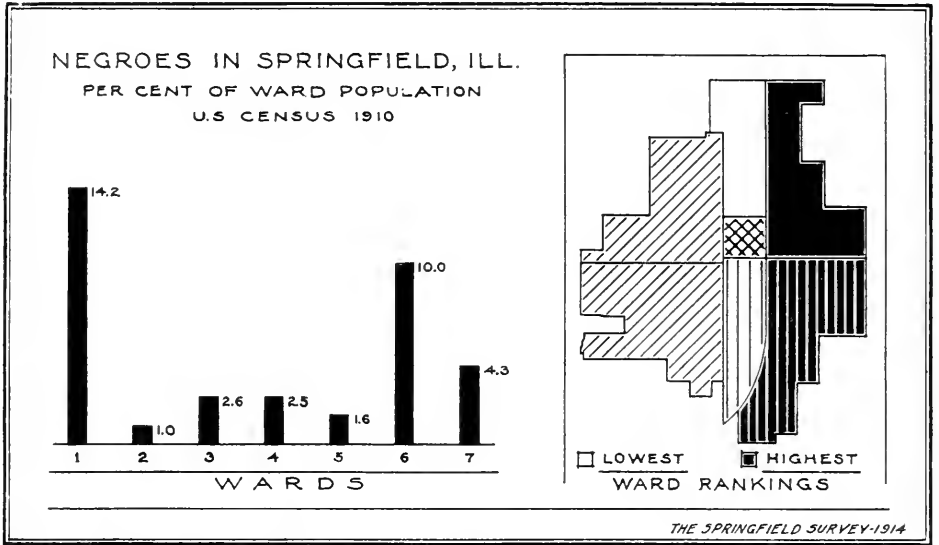 NEGROES IN SPRINGFIELD, ILL.
PER CENT OF WARD POPULATION
U.S CENSUS 1910
14.2
1.0
2.6
2.5
1.6
10.0
4.3
1 2 3 4 5 6 7
WARDS
LOWEST HIGHEST
WARD RANKINGS
THE SPRINGFIELD SURVEY-1914